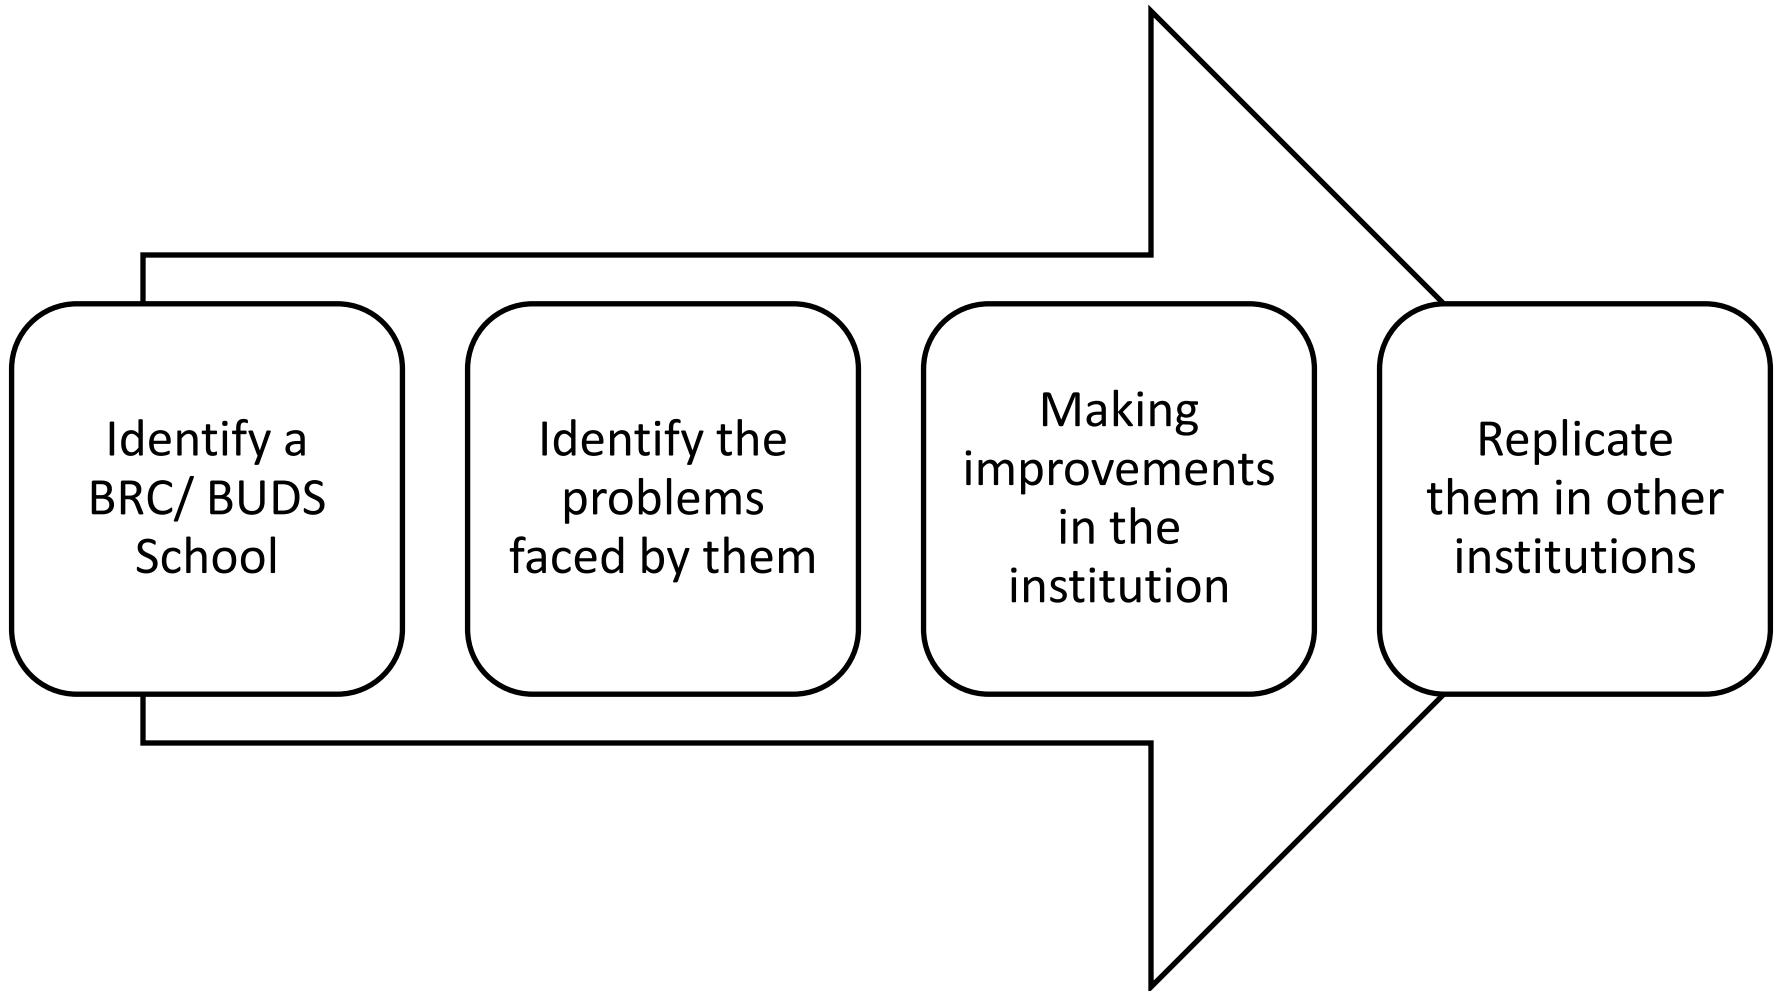 Identify a
BRC/ BUDS
School
Identify the
problems
faced by them
Making
improvements
in the
institution
Replicate
them in other
institutions